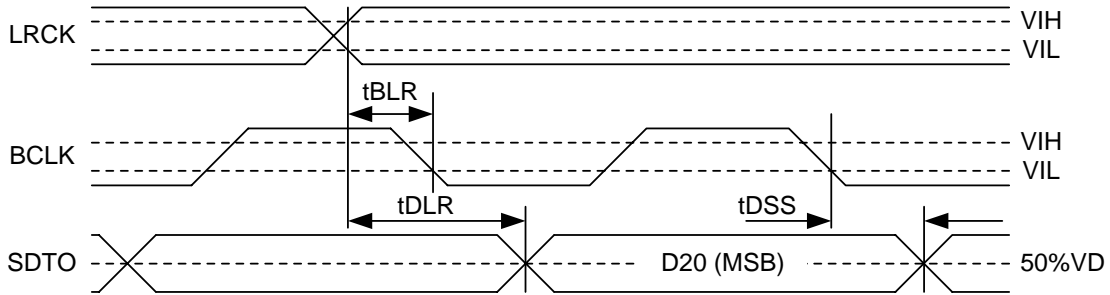 LRCK
VIH
VIL
tBLR
BCLK
VIH
VIL
tDLR
tDSS
SDTO
D20 (MSB)
50%VD